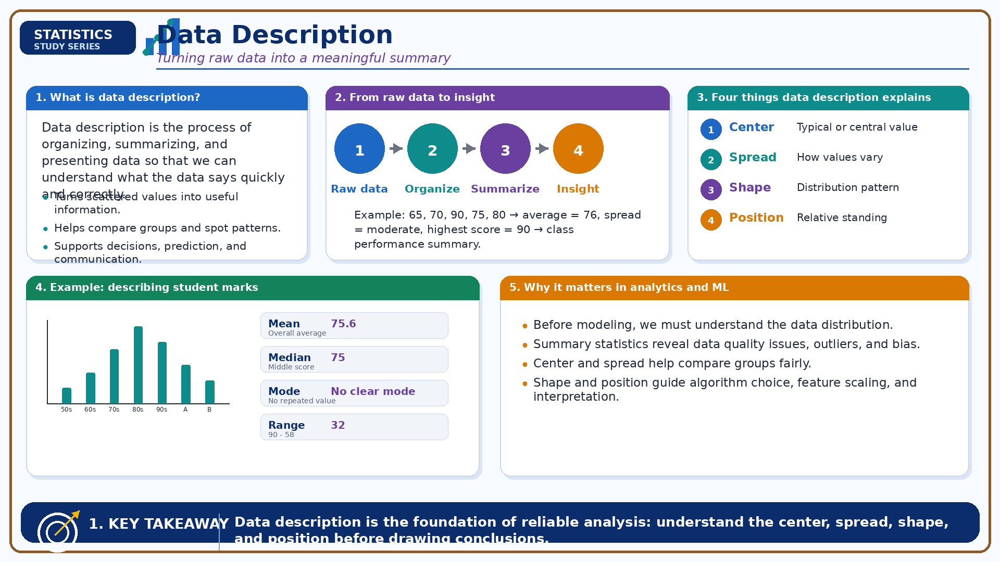 STATISTICS
STUDY SERIES
Data Description
Turning raw data into a meaningful summary
1. What is data description?
Data description is the process of
organizing, summarizing, and
presenting data so that we can
understand what the data says quickly
and correctly.
• Turns scattered values into useful
information.
• Helps compare groups and spot patterns.
• Supports decisions, prediction, and
communication.
2. From raw data to insight
1
2
3
4
Raw data
Organize
Summarize
Insight
Example: 65, 70, 90, 75, 80 → average = 76, spread
= moderate, highest score = 90 → class
performance summary.
3. Four things data description explains
1 Center Typical or central value
2 Spread How values vary
3 Shape Distribution pattern
4 Position Relative standing
4. Example: describing student marks
50s 60s 70s 80s 90s A B
Mean 75.6
Overall average
Median 75
Middle score
Mode No clear mode
No repeated value
Range 32
90 - 58
5. Why it matters in analytics and ML
• Before modeling, we must understand the data distribution.
• Summary statistics reveal data quality issues, outliers, and bias.
• Center and spread help compare groups fairly.
• Shape and position guide algorithm choice, feature scaling, and
interpretation.
1. KEY TAKEAWAY
Data description is the foundation of reliable analysis: understand the center, spread, shape,
and position before drawing conclusions.